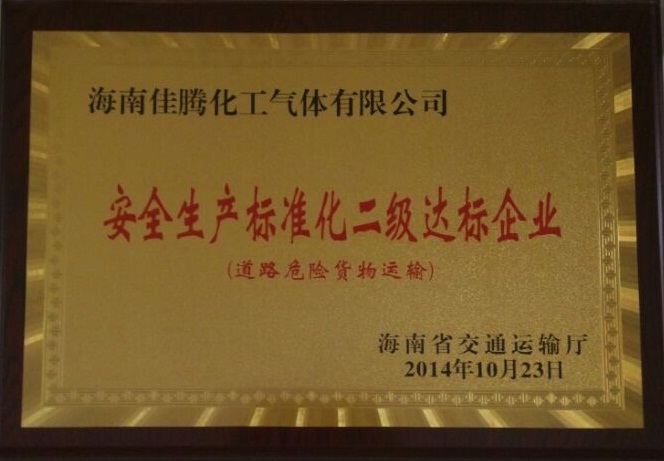 海南佳腾化工气体有限公司
安全生产标准化二级达标企业
(道路危险货物运输)
海南省交通运输厅
2014年10月23日